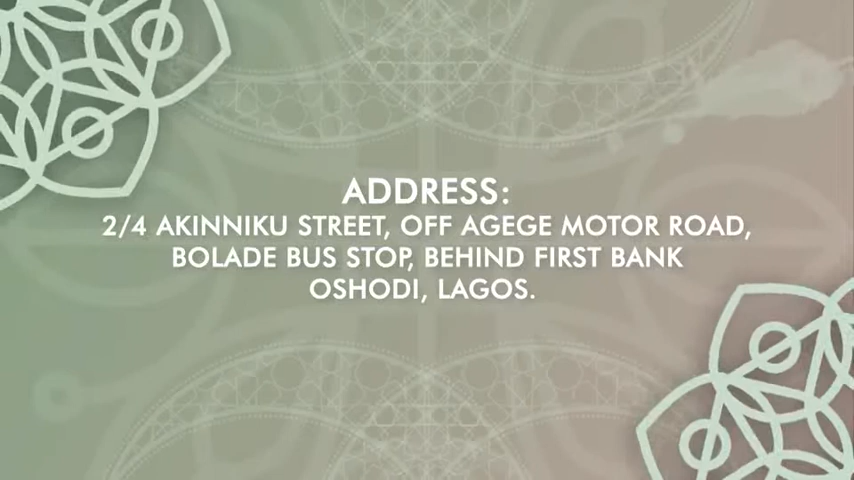 ADDRESS:
2/4 AKINNIKU STREET, OFF AGEGE MOTOR ROAD,
BOLADE BUS STOP, BEHIND FIRST BANK
OSHODI, LAGOS.